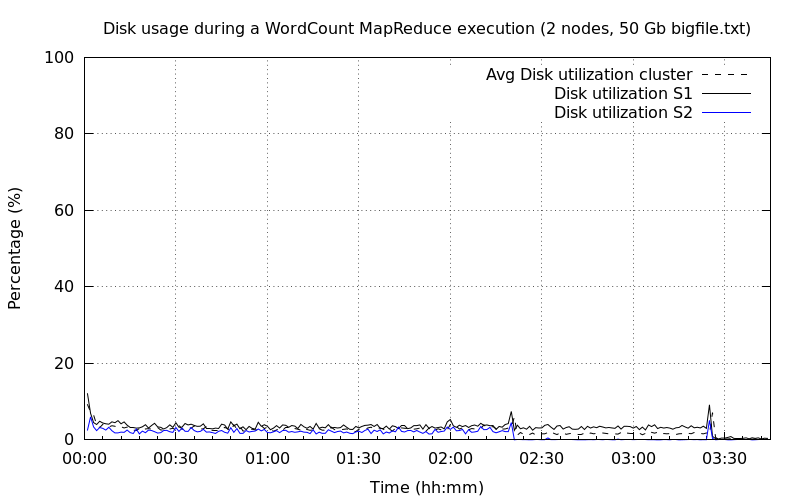 Disk usage during a WordCount MapReduce execution (2 nodes, 50 Gb bigfile.txt)
100
80
60
40
20
0
Percentage (%)
Avg Disk utilization cluster
Disk utilization S1
Disk utilization S2
00:00 00:30 01:00 01:30 02:00 02:30 03:00 03:30
Time (hh:mm)